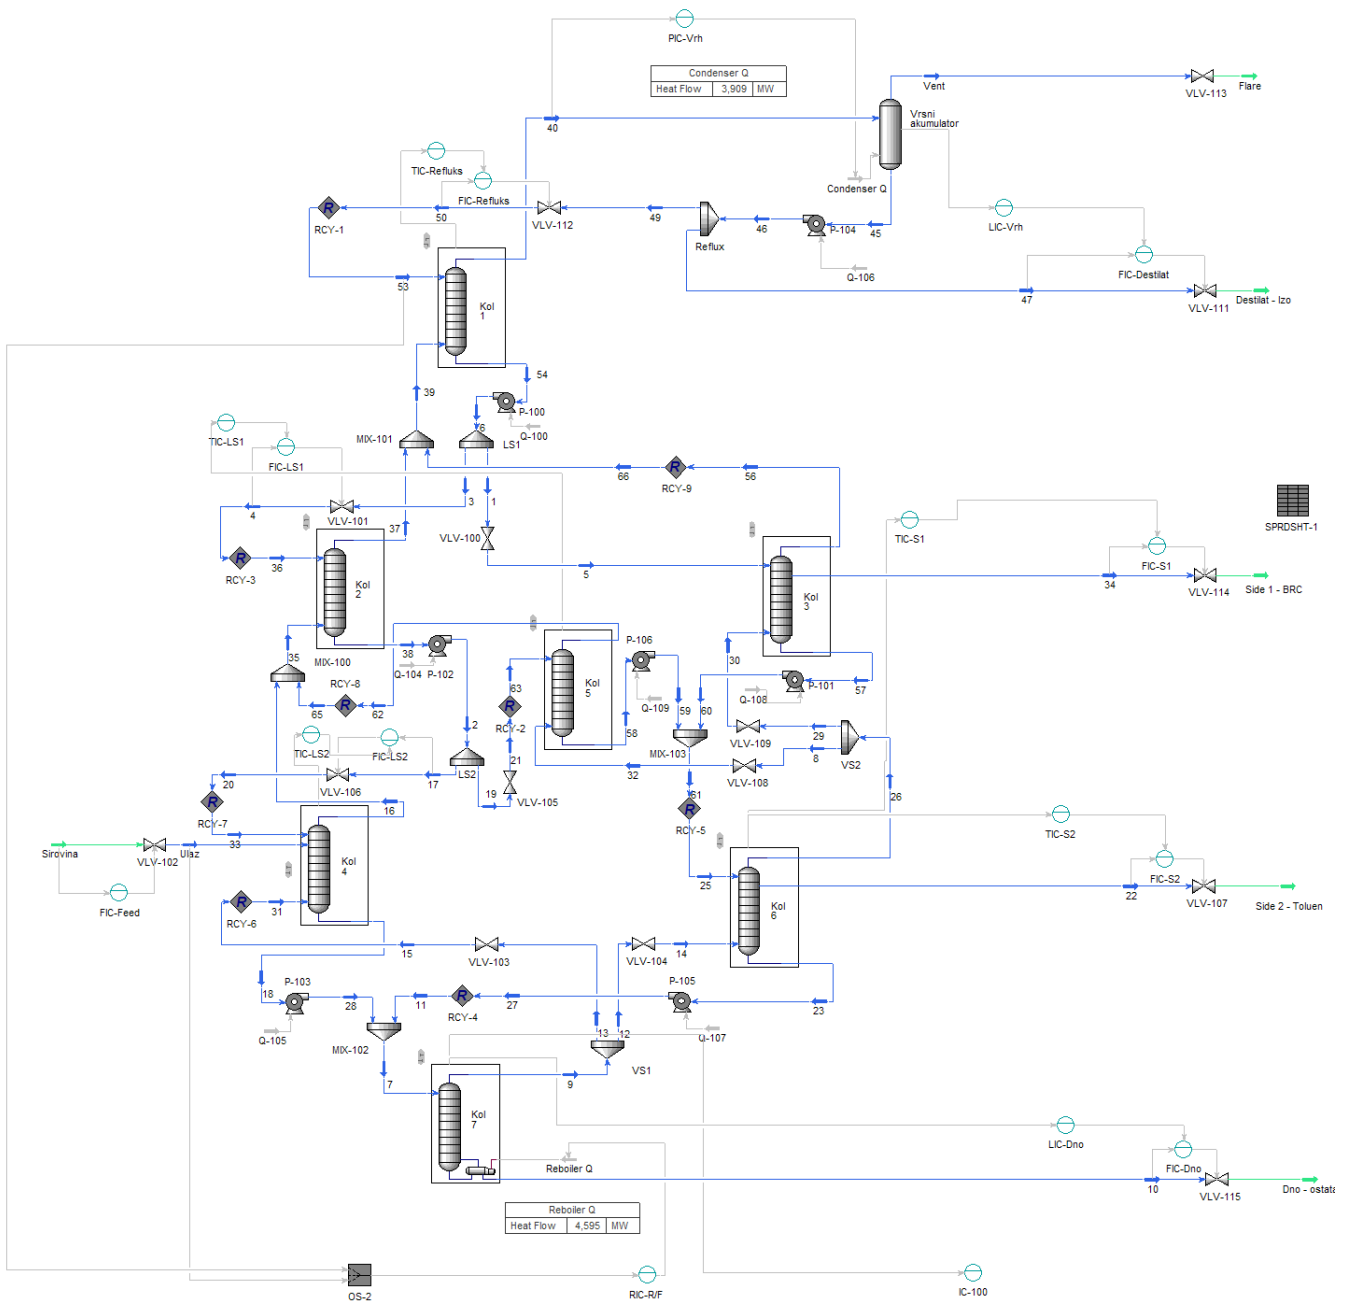 PIC-Vrh
Condenser Q
Heat Flow 3,909 MW
Vent
VLV-113
Flare
40
Vrsni
akumulator
TIC-Refluks
FIC-Refluks
Condenser Q
RCY-1
50
VLV-112
49
Reflux
46
P-104
45
LIC-Vrh
Q-106
FIC-Destilat
53
47
VLV-111
Destilat - Izo
Kol
1
54
39
P-100
6
Q-100
TIC-LS1
FIC-LS1
MIX-101
LS1
66
RCY-9
56
4
VLV-101
3
1
37
VLV-100
SPRDSHT-1
TIC-S1
FIC-S1
RCY-3
36
5
34
VLV-114
Side 1 - BRC
Kol
2
Kol
3
35
MIX-100
38
Q-104
P-102
P-106
30
P-101
57
RCY-8
65
62
63
Kol
5
Q-109
Q-108
59
60
58
RCY-2
2
TIC-LS2
FIC-LS2
MIX-103
VLV-109
29
8
VS2
20
VLV-106
17
LS2
21
32
VLV-108
19
VLV-105
61
26
RCY-7
16
33
RCY-5
TIC-S2
Sirovina
VLV-102
Ulaz
Kol
4
FIC-S2
FIC-Feed
RCY-6
31
25
22
VLV-107
Side 2 - Toluen
Kol
6
15
VLV-103
VLV-104
14
18
P-103
28
11
RCY-4
27
P-105
23
Q-105
MIX-102
13
12
Q-107
7
9
VS1
Kol
7
LIC-Dno
FIC-Dno
Reboiler Q
10
VLV-115
Dno - ostata
Reboiler Q
Heat Flow 4,595 MW
OS-2
RIC-R/F
IC-100